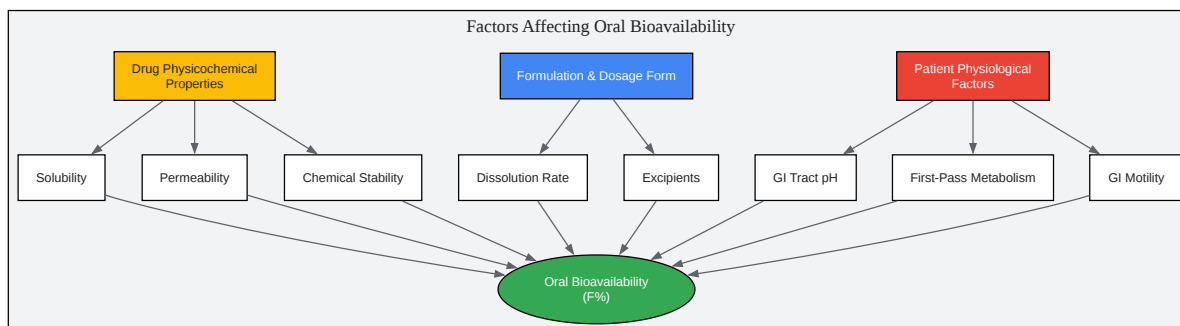 Factors Affecting Oral Bioavailability
Drug Physicochemical
Properties
Formulation & Dosage Form
Patient Physiological
Factors
Solubility
Permeability
Chemical Stability
Dissolution Rate
Excipients
GI Tract pH
First-Pass Metabolism
GI Motility
Oral Bioavailability
(F%)